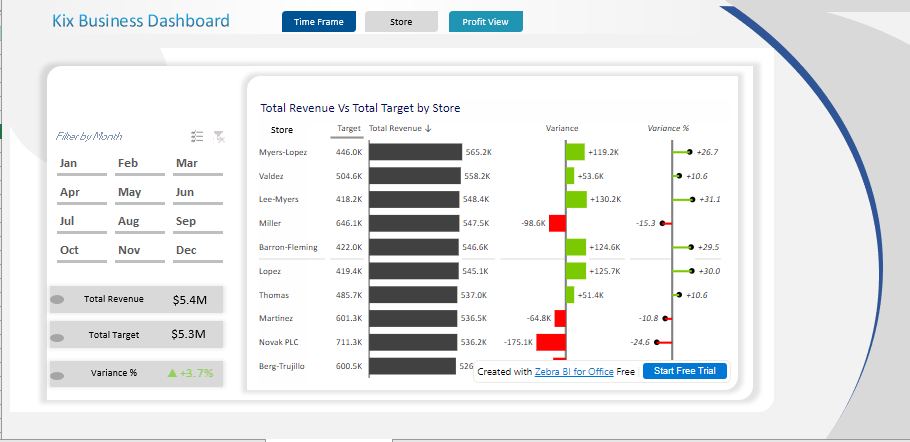 Kix Business Dashboard
Time Frame Store Profit View
Total Revenue Vs Total Target by Store
Filter by Month
Jan Feb Mar
Apr May Jun
Jul Aug Sep
Oct Nov Dec
Total Revenue $5.4M
Total Target $5.3M
Variance % ▲ +3.7%
Store Target Total Revenue ↓ Variance Variance %
Myers-Lopez 446.0K 565.2K +119.2K +26.7
Valdez 504.6K 558.2K +53.6K +10.6
Lee-Myers 418.2K 548.4K +130.2K +31.1
Miller 646.1K 547.5K -98.6K -15.3
Barron-Fleming 422.0K 546.6K +124.6K +29.5
Lopez 419.4K 545.1K +125.7K +30.0
Thomas 485.7K 537.0K +51.4K +10.6
Martinez 601.3K 536.5K -64.8K -10.8
Novak PLC 711.3K 536.2K -175.1K -24.6
Berg-Trujillo 600.5K 526
Created with Zebra BI for Office Free Start Free Trial